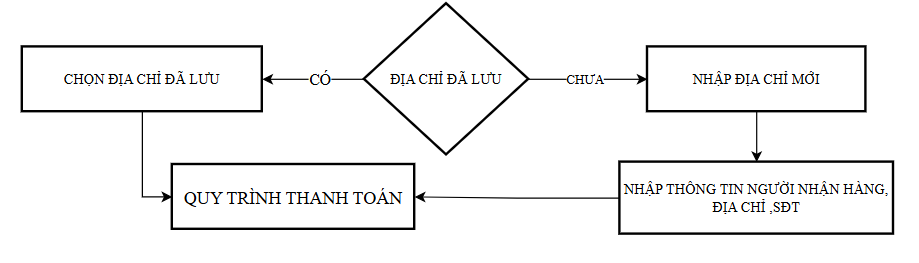 CHỌN ĐỊA CHỈ ĐÃ LƯU
CÓ
ĐỊA CHỈ ĐÃ LƯU
CHƯA
NHẬP ĐỊA CHỈ MỚI
QUY TRÌNH THANH TOÁN
NHẬP THÔNG TIN NGƯỜI NHẬN HÀNG,
ĐỊA CHỈ ,SĐT